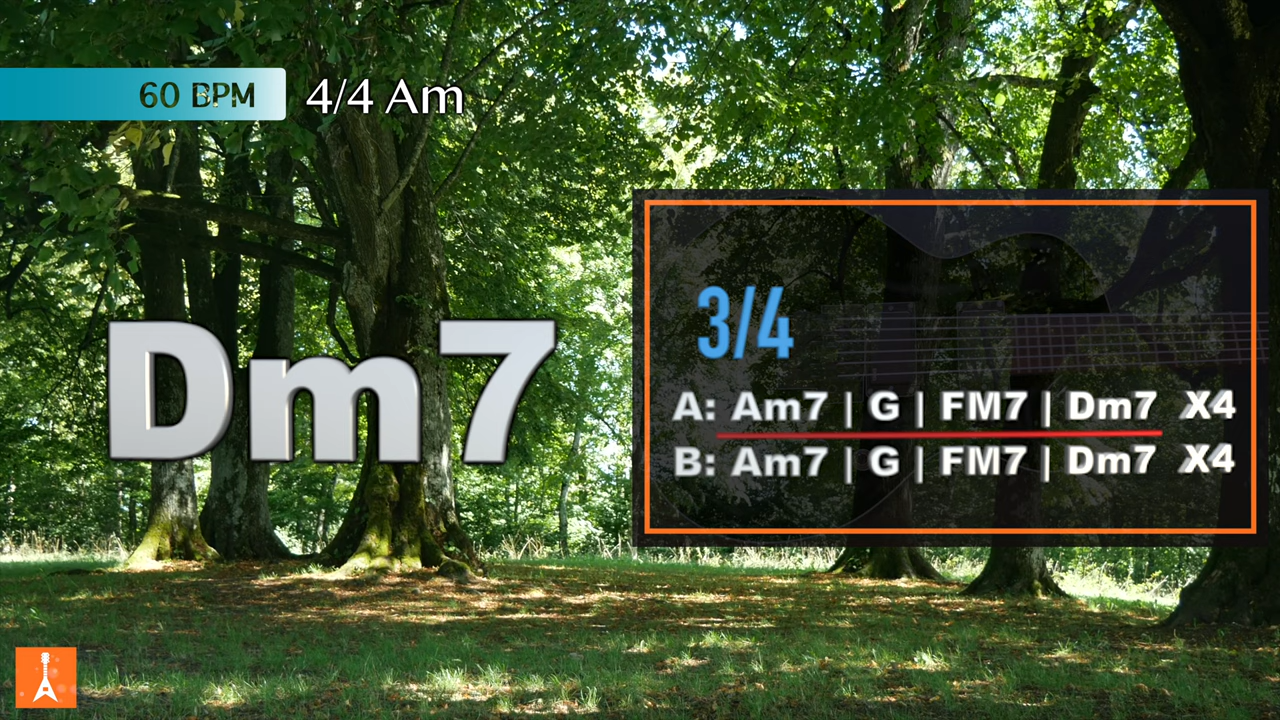 60 BPM 4/4 Am
Dm7
3/4
A: Am7 | G | FM7 | Dm7 X4
B: Am7 | G | FM7 | Dm7 X4